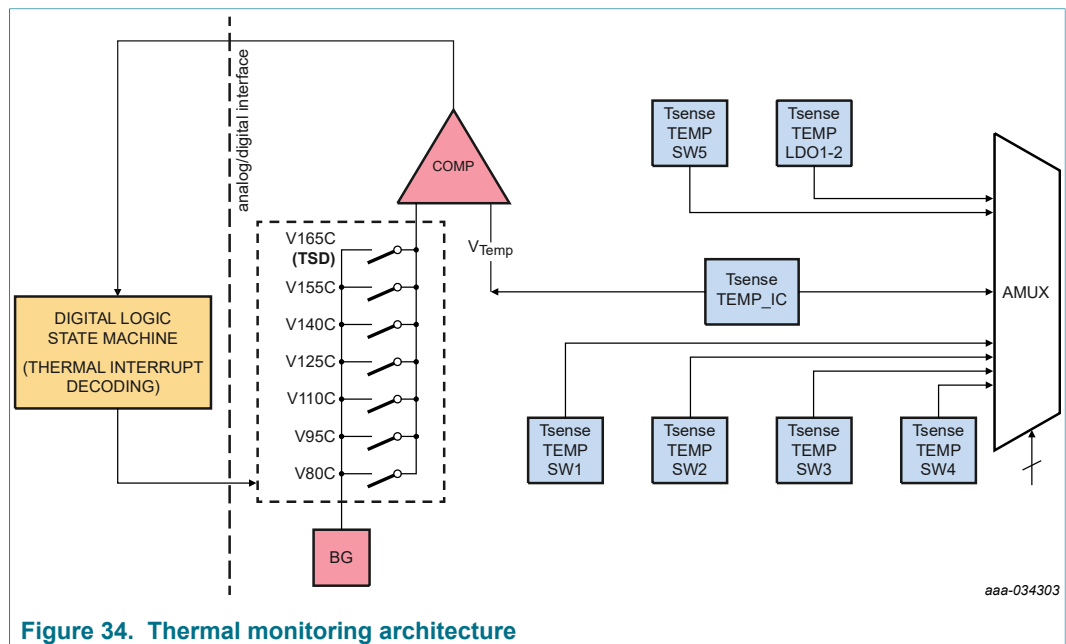 analog/digital interface
COMP
V165C
(TSD)
V155C
V140C
V125C
V110C
V95C
V80C
BG
VTemp
DIGITAL LOGIC
STATE MACHINE
(THERMAL INTERRUPT
DECODING)
Tsense
TEMP
SW5
Tsense
TEMP
LDO1-2
Tsense
TEMP_IC
AMUX
Tsense
TEMP
SW1
Tsense
TEMP
SW2
Tsense
TEMP
SW3
Tsense
TEMP
SW4
aaa-034303
Figure 34. Thermal monitoring architecture